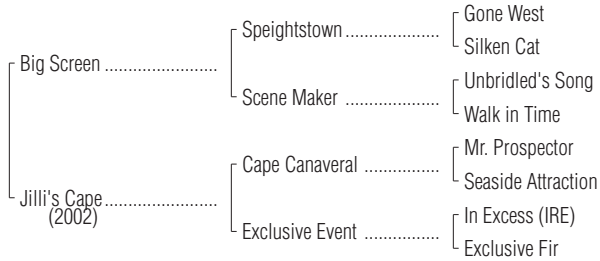 Gone West
Speightstown ....................
Silken Cat
Big Screen ........................
Unbridled's Song
Scene Maker ....................
Walk in Time
Mr. Prospector
Cape Canaveral ................
Seaside Attraction
Jilli's Cape ........................
(2002)
In Excess (IRE)
Exclusive Event ................
Exclusive Fir